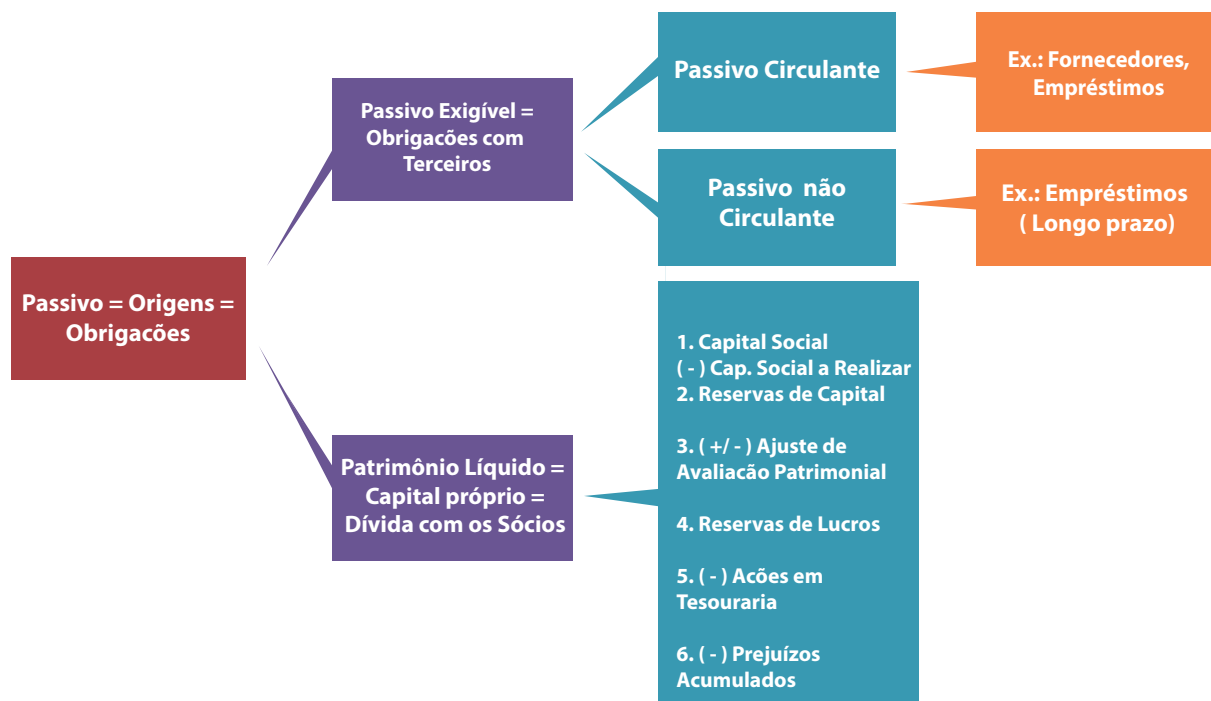 Passivo = Origens =
Obrigacões
Passivo Exigível =
Obrigacões com
Terceiros
Passivo Circulante
Ex.: Fornecedores,
Empréstimos
Passivo não
Circulante
Ex.: Empréstimos
( Longo prazo)
Patrimônio Líquido =
Capital próprio =
Dívida com os Sócios
1. Capital Social
( - ) Cap. Social a Realizar
2. Reservas de Capital
3. ( +/ - ) Ajuste de
Avaliacão Patrimonial
4. Reservas de Lucros
5. ( - ) Acões em
Tesouraria
6. ( - ) Prejuízos
Acumulados